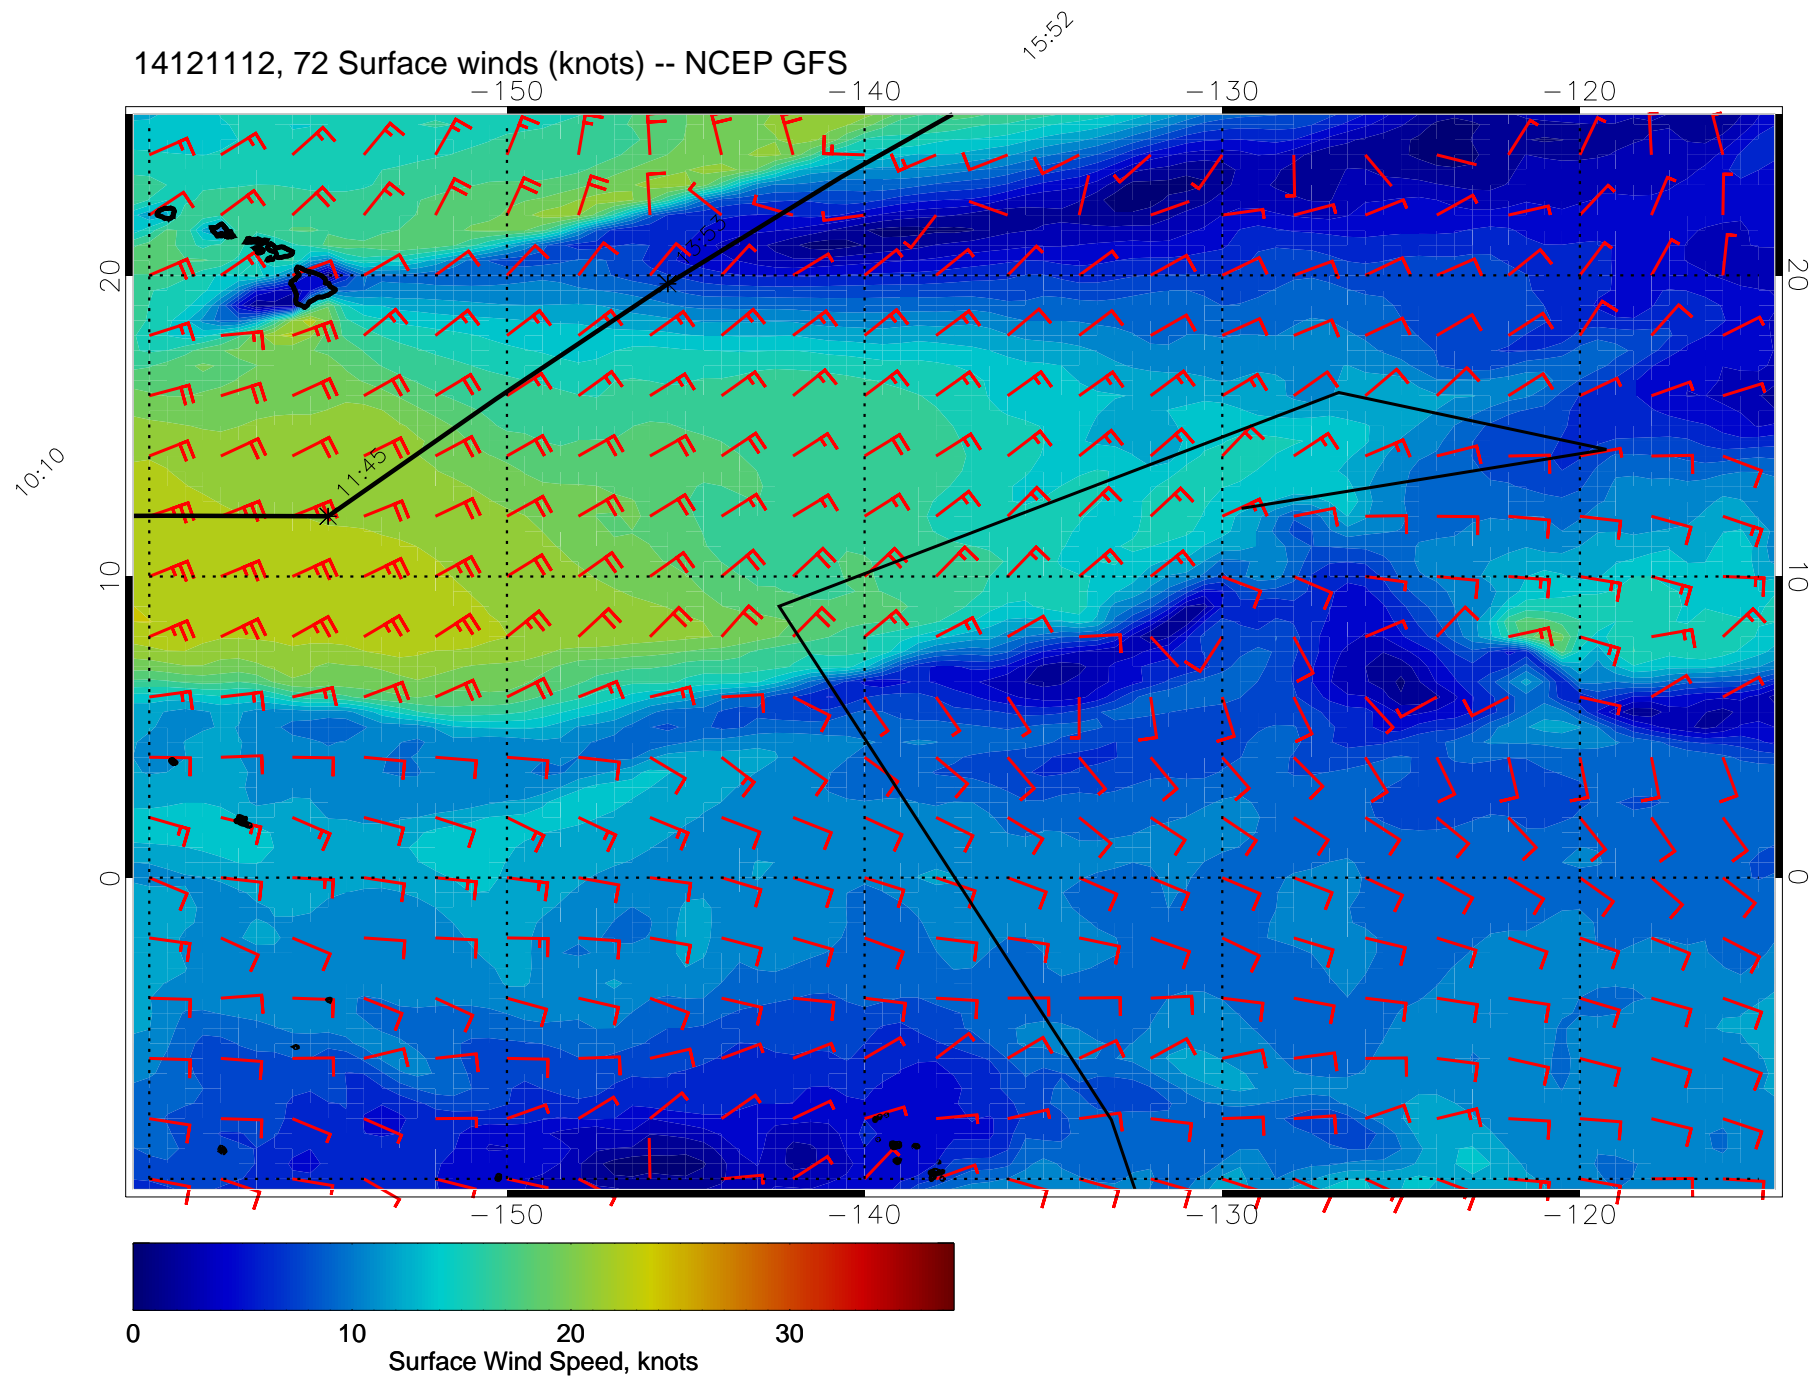 15:52
14121112, 72 Surface winds (knots) -- NCEP GFS
-150 -140 -130 -120
20 20
11:45
10:10
10 10
0 0
-150 -140 -130 -120
0 10 20 30
Surface Wind Speed, knots